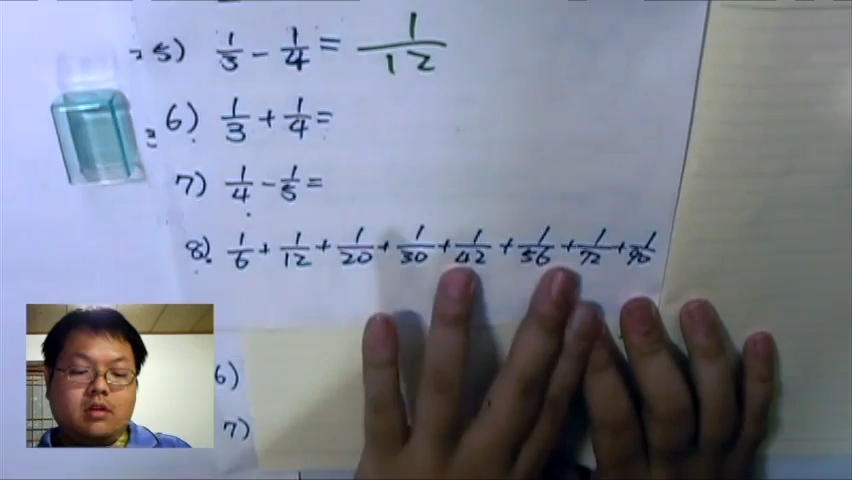 5) 1/3 - 1/4 = 1/12
6) 1/3 + 1/4 =
7) 1/4 - 1/5 =
8) 1/6 + 1/12 + 1/20 + 1/30 + 1/42 + 1/56 + 1/72 + 1/90
6)
7)